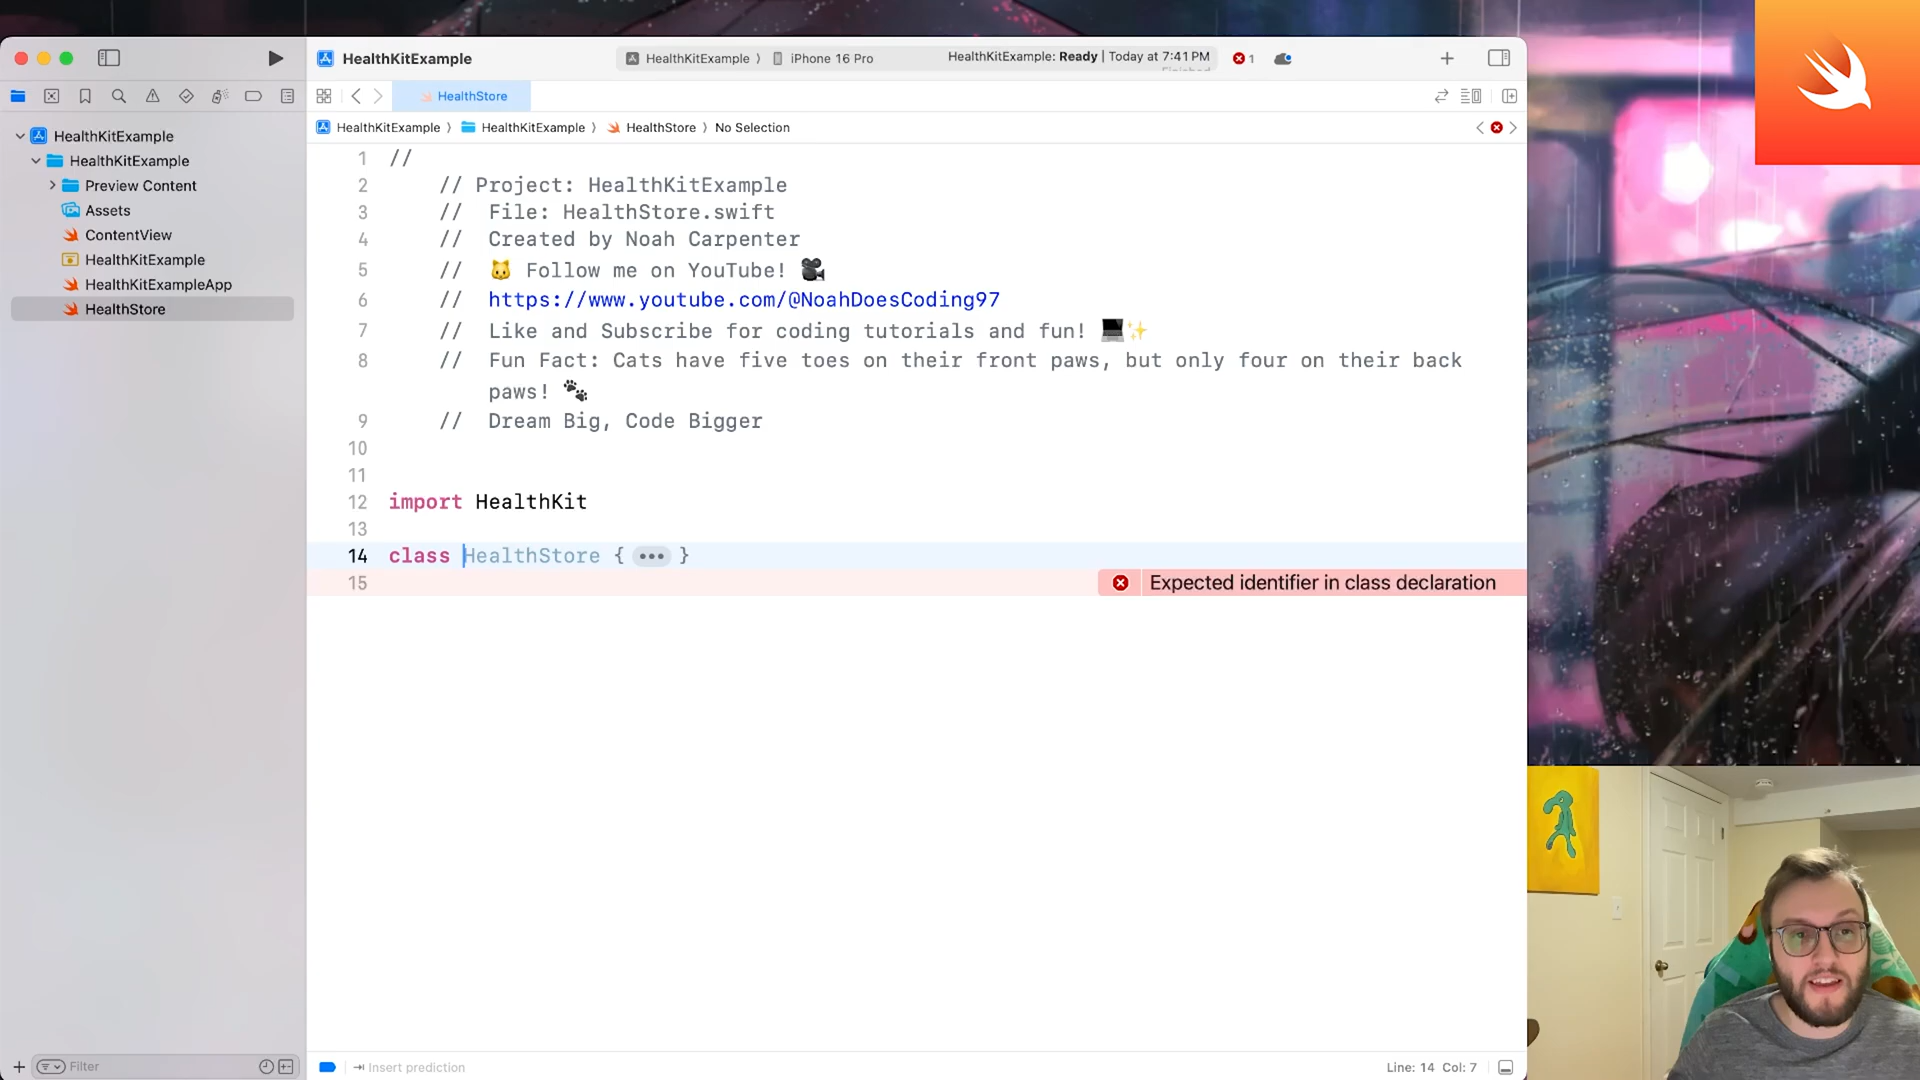 HealthKitExample
HealthKitExample 〉 iPhone 16 Pro
HealthKitExample: Ready | Today at 7:41 PM
1
HealthStore
HealthKitExample 〉 HealthKitExample 〉 HealthStore 〉 No Selection
HealthKitExample
HealthKitExample
Preview Content
Assets
ContentView
HealthKitExample
HealthKitExampleApp
HealthStore
1 //
2 // Project: HealthKitExample
3 // File: HealthStore.swift
4 // Created by Noah Carpenter
5 // 🐱 Follow me on YouTube! 🎥
6 // https://www.youtube.com/@NoahDoesCoding97
7 // Like and Subscribe for coding tutorials and fun! 💻✨
8 // Fun Fact: Cats have five toes on their front paws, but only four on their back
paws! 🐾
9 // Dream Big, Code Bigger
10
11
12 import HealthKit
13
14 class HealthStore { ••• }
15 Expected identifier in class declaration
Filter
Insert prediction
Line: 14 Col: 7